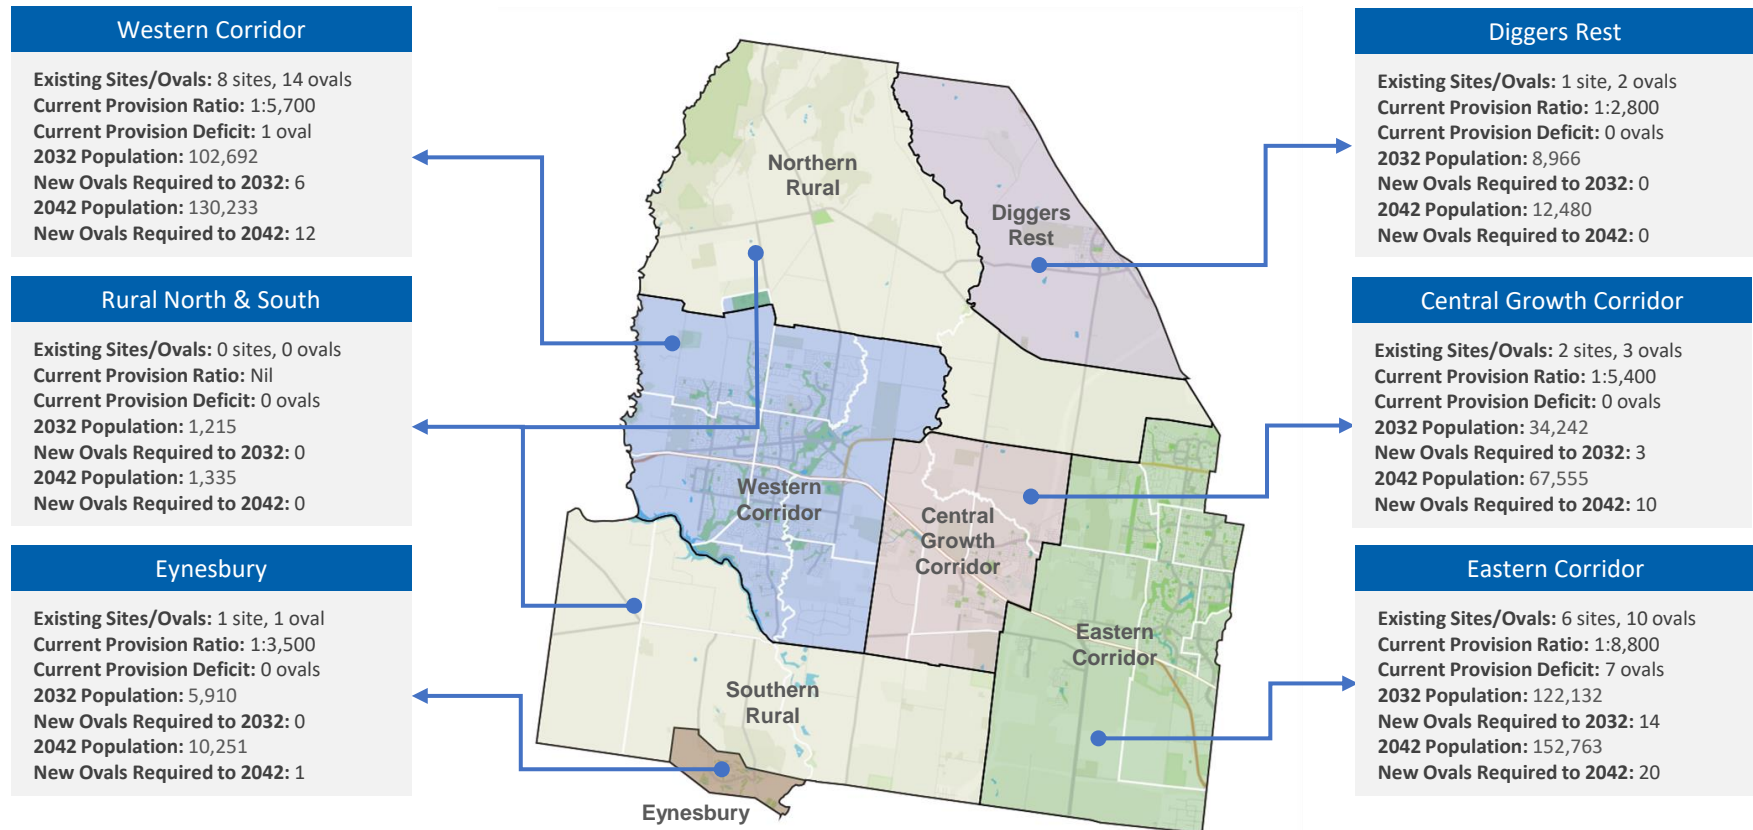 Western Corridor
Existing Sites/Ovals: 8 sites, 14 ovals
Current Provision Ratio: 1:5,700
Current Provision Deficit: 1 oval
2032 Population: 102,692
New Ovals Required to 2032: 6
2042 Population: 130,233
New Ovals Required to 2042: 12
Rural North & South
Existing Sites/Ovals: 0 sites, 0 ovals
Current Provision Ratio: Nil
Current Provision Deficit: 0 ovals
2032 Population: 1,215
New Ovals Required to 2032: 0
2042 Population: 1,335
New Ovals Required to 2042: 0
Eynesbury
Existing Sites/Ovals: 1 site, 1 oval
Current Provision Ratio: 1:3,500
Current Provision Deficit: 0 ovals
2032 Population: 5,910
New Ovals Required to 2032: 0
2042 Population: 10,251
New Ovals Required to 2042: 1
Northern
Rural
Diggers
Rest
Western
Corridor
Central
Growth
Corridor
Eastern
Corridor
Southern
Rural
Eynesbury
Diggers Rest
Existing Sites/Ovals: 1 site, 2 ovals
Current Provision Ratio: 1:2,800
Current Provision Deficit: 0 ovals
2032 Population: 8,966
New Ovals Required to 2032: 0
2042 Population: 12,480
New Ovals Required to 2042: 0
Central Growth Corridor
Existing Sites/Ovals: 2 sites, 3 ovals
Current Provision Ratio: 1:5,400
Current Provision Deficit: 0 ovals
2032 Population: 34,242
New Ovals Required to 2032: 3
2042 Population: 67,555
New Ovals Required to 2042: 10
Eastern Corridor
Existing Sites/Ovals: 6 sites, 10 ovals
Current Provision Ratio: 1:8,800
Current Provision Deficit: 7 ovals
2032 Population: 122,132
New Ovals Required to 2032: 14
2042 Population: 152,763
New Ovals Required to 2042: 20